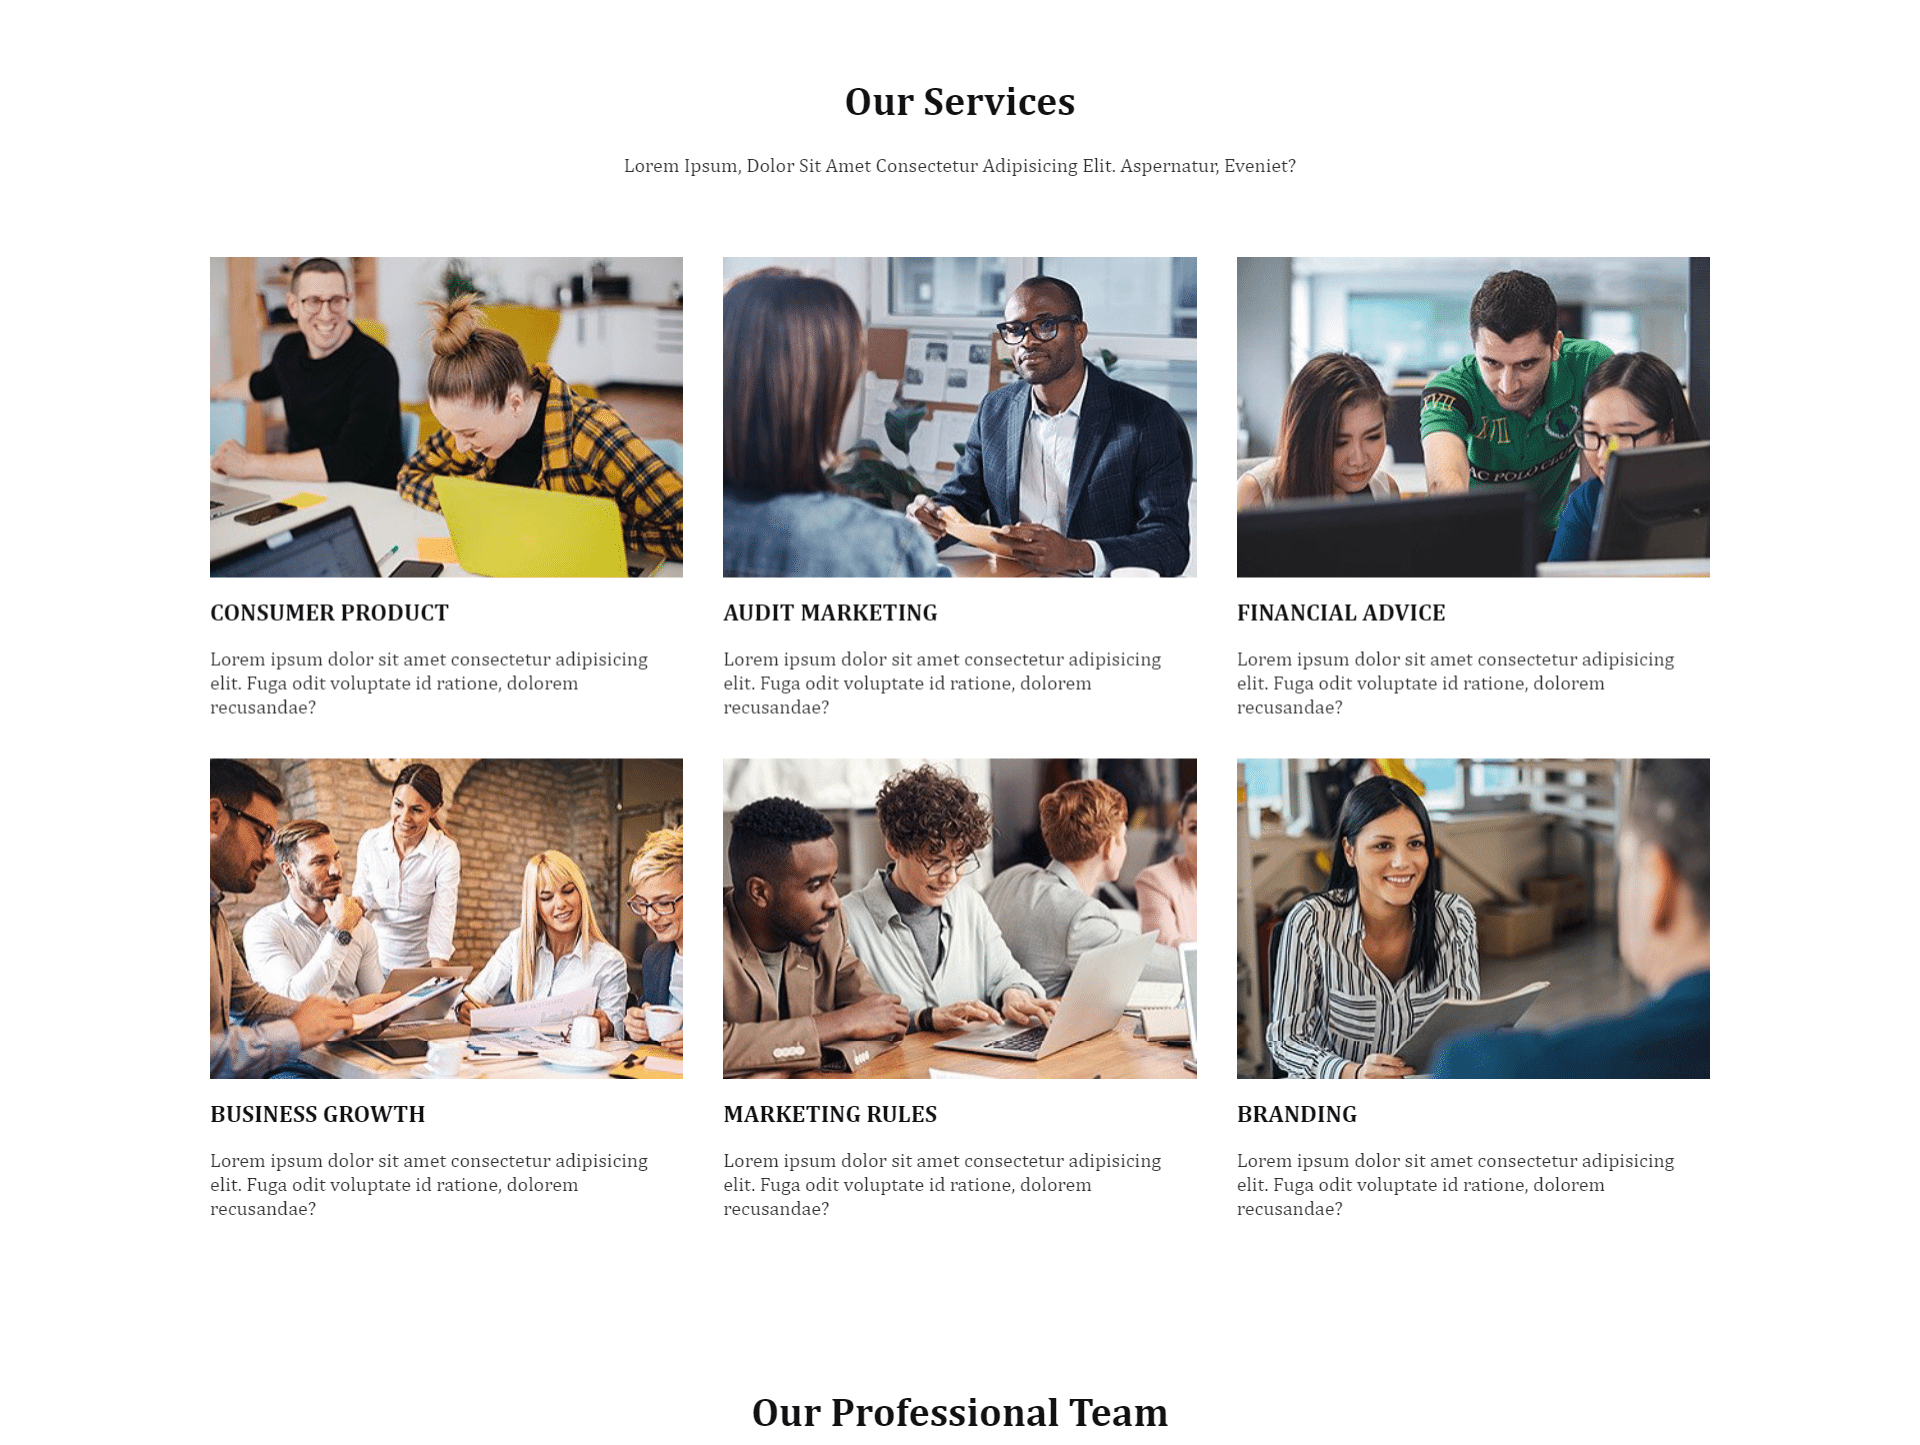 Our Services
Lorem Ipsum, Dolor Sit Amet Consectetur Adipisicing Elit. Aspernatur, Eveniet?
XVII
XVII
AC POLO CLUB
CONSUMER PRODUCT
Lorem ipsum dolor sit amet consectetur adipisicing
elit. Fuga odit voluptate id ratione, dolorem
recusandae?
AUDIT MARKETING
Lorem ipsum dolor sit amet consectetur adipisicing
elit. Fuga odit voluptate id ratione, dolorem
recusandae?
FINANCIAL ADVICE
Lorem ipsum dolor sit amet consectetur adipisicing
elit. Fuga odit voluptate id ratione, dolorem
recusandae?
BUSINESS GROWTH
Lorem ipsum dolor sit amet consectetur adipisicing
elit. Fuga odit voluptate id ratione, dolorem
recusandae?
MARKETING RULES
Lorem ipsum dolor sit amet consectetur adipisicing
elit. Fuga odit voluptate id ratione, dolorem
recusandae?
BRANDING
Lorem ipsum dolor sit amet consectetur adipisicing
elit. Fuga odit voluptate id ratione, dolorem
recusandae?
Our Professional Team